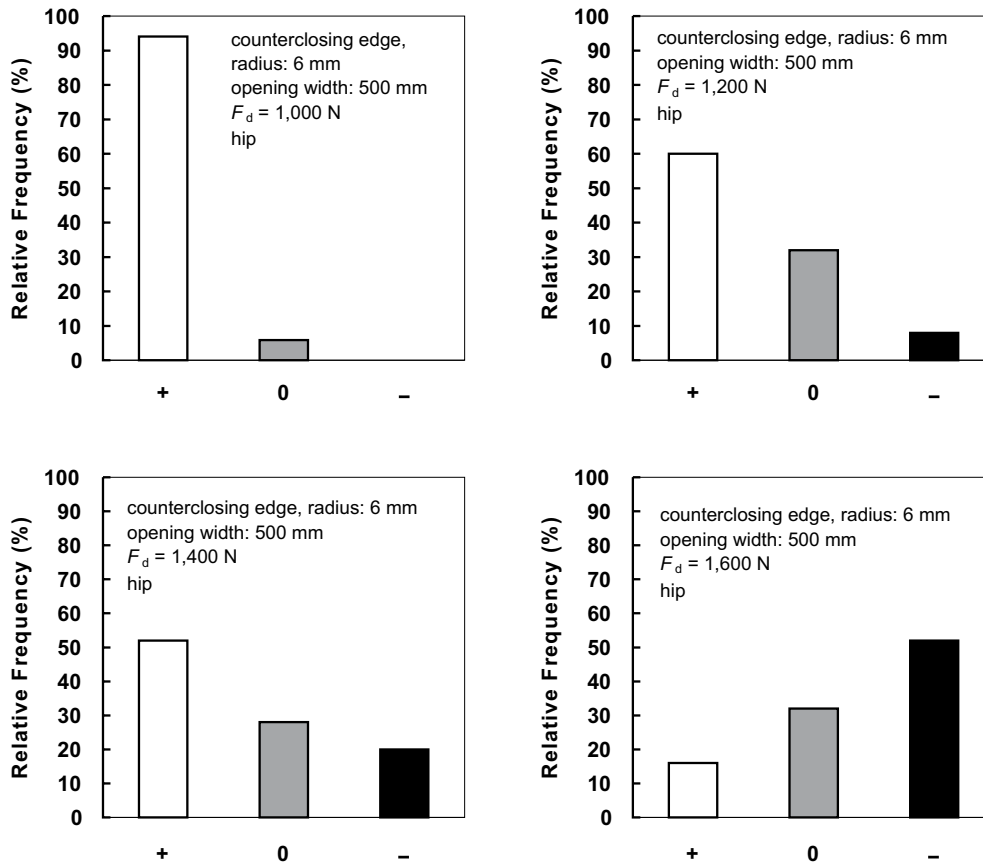 Relative Frequency (%)
100
90
80
70
60
50
40
30
20
10
0
counterclosing edge,
radius: 6 mm
opening width: 500 mm
F d = 1,000 N
hip
+ 0 –
Relative Frequency (%)
100
90
80
70
60
50
40
30
20
10
0
counterclosing edge, radius: 6 mm
opening width: 500 mm
F d = 1,200 N
hip
+ 0 –
Relative Frequency (%)
100
90
80
70
60
50
40
30
20
10
0
counterclosing edge, radius: 6 mm
opening width: 500 mm
F d = 1,400 N
hip
+ 0 –
Relative Frequency (%)
100
90
80
70
60
50
40
30
20
10
0
counterclosing edge, radius: 6 mm
opening width: 500 mm
F d = 1,600 N
hip
+ 0 –